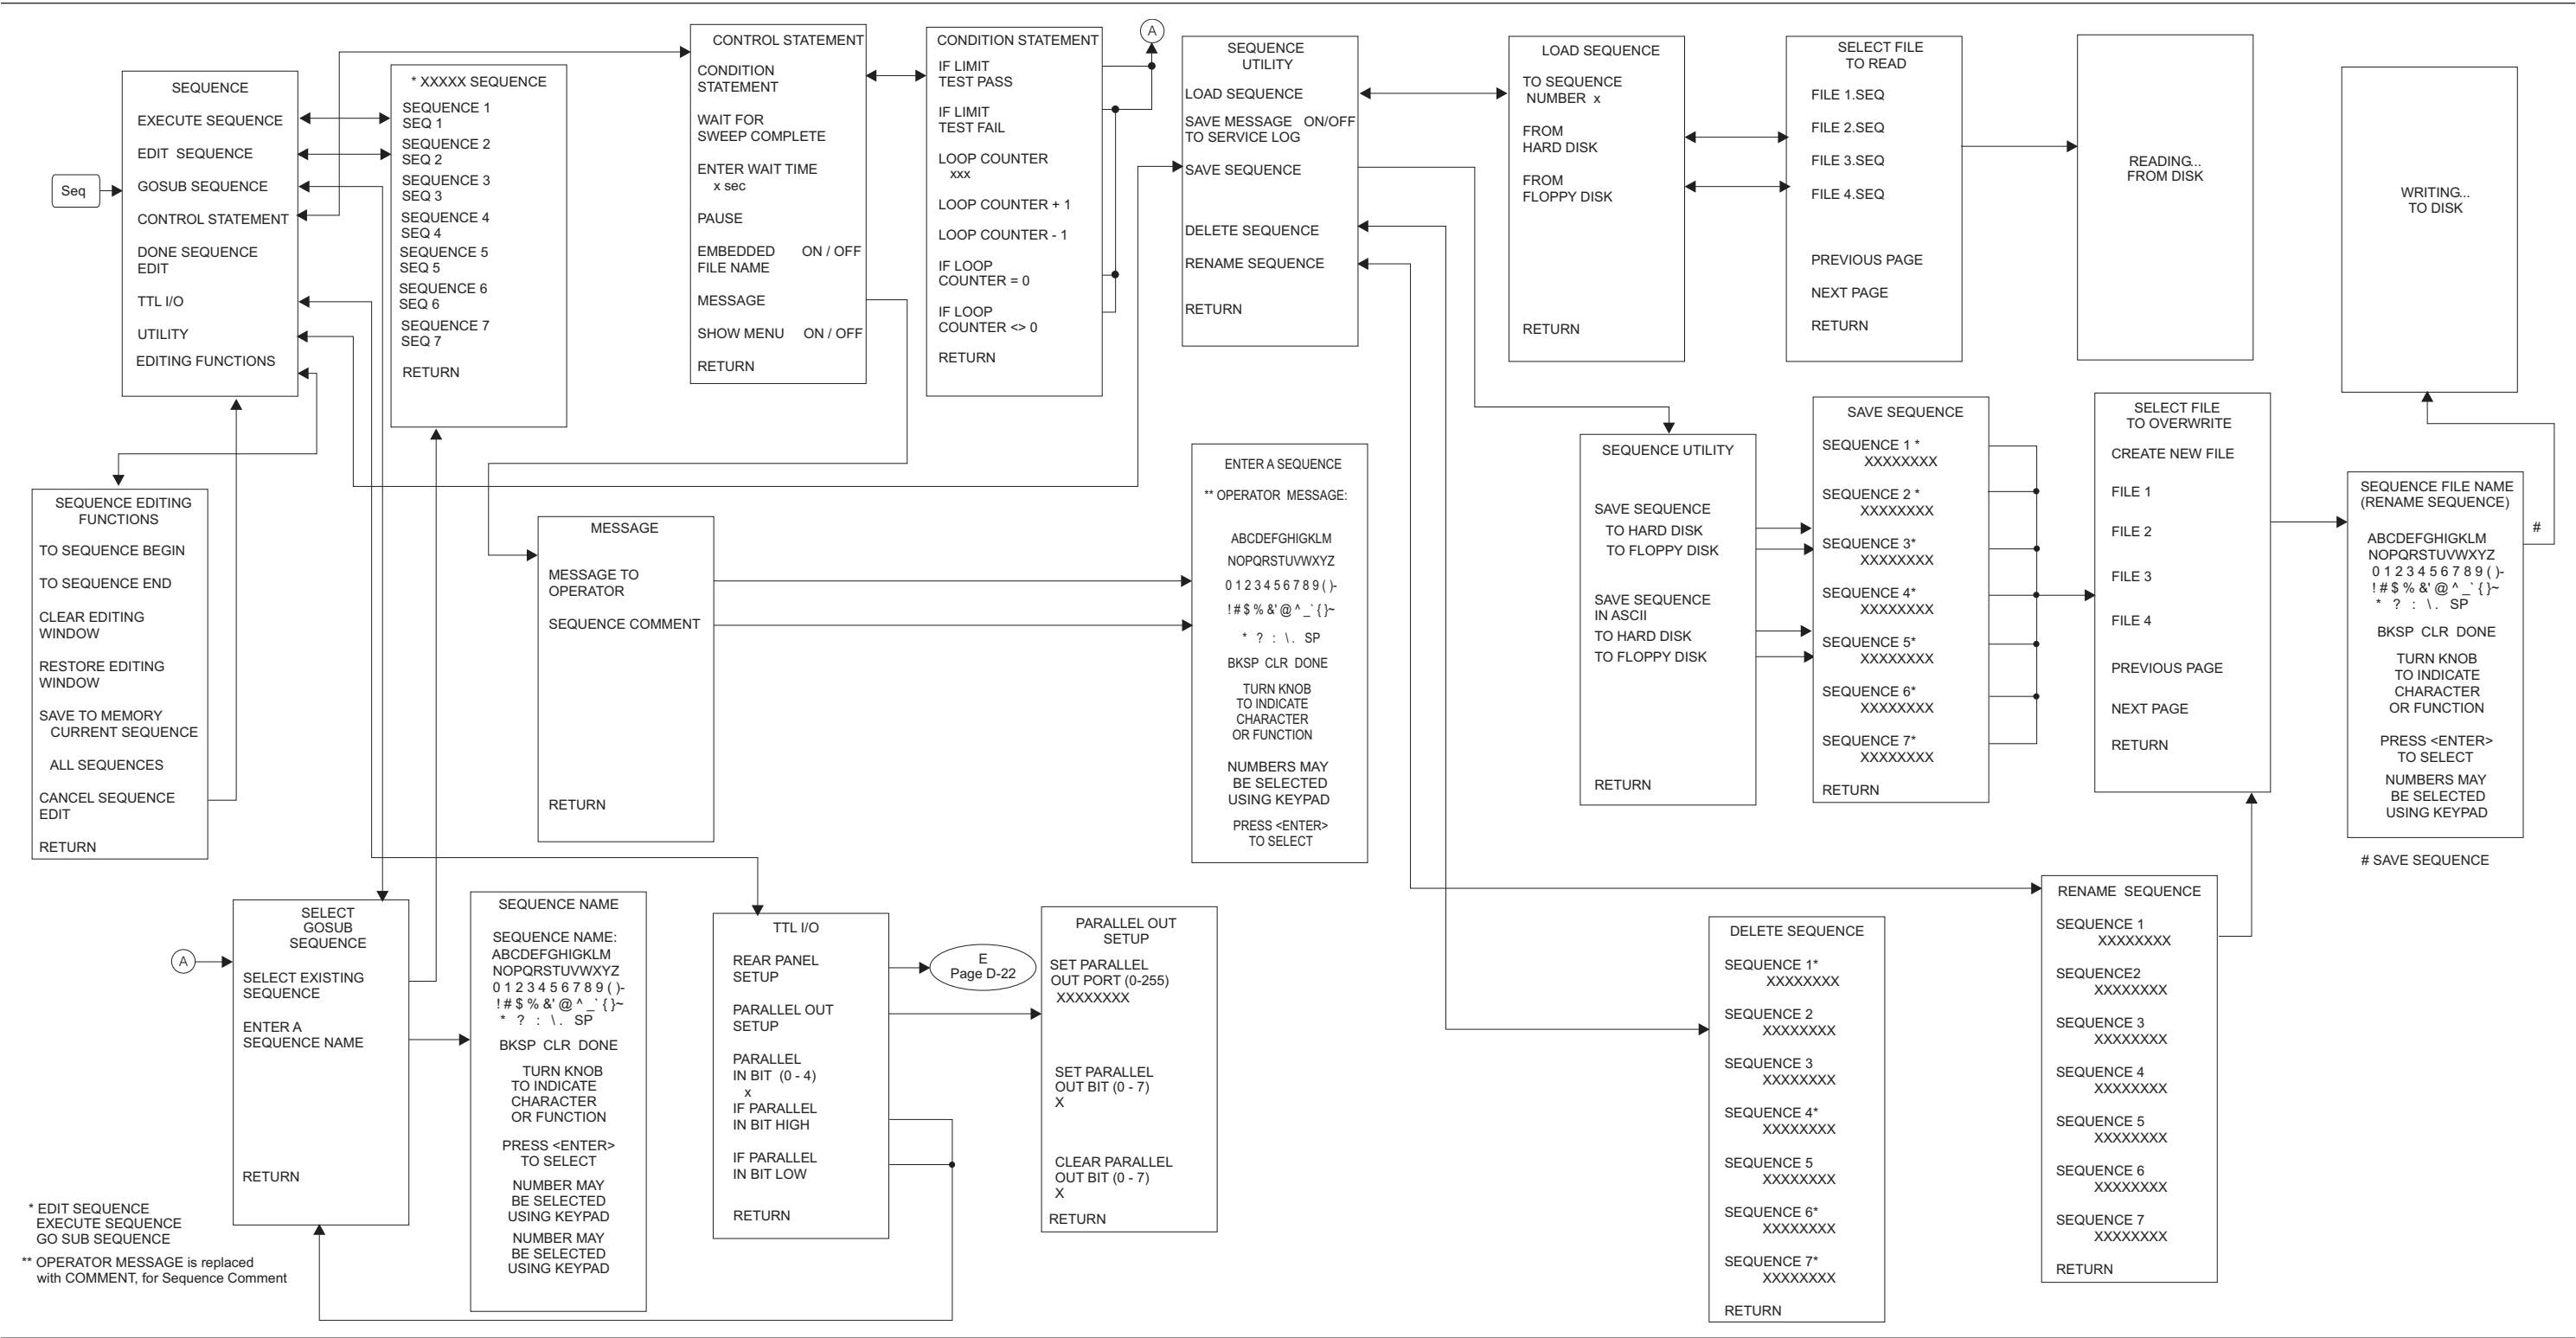 Seq
SEQUENCE
EXECUTE SEQUENCE
EDIT SEQUENCE
GOSUB SEQUENCE
CONTROL STATEMENT
DONE SEQUENCE
EDIT
TTL I/O
UTILITY
EDITING FUNCTIONS
* XXXXX SEQUENCE
SEQUENCE 1
SEQ 1
SEQUENCE 2
SEQ 2
SEQUENCE 3
SEQ 3
SEQUENCE 4
SEQ 4
SEQUENCE 5
SEQ 5
SEQUENCE 6
SEQ 6
SEQUENCE 7
SEQ 7
RETURN
CONTROL STATEMENT
CONDITION
STATEMENT
WAIT FOR
SWEEP COMPLETE
ENTER WAIT TIME
x sec
PAUSE
EMBEDDED ON / OFF
FILE NAME
MESSAGE
SHOW MENU ON / OFF
RETURN
CONDITION STATEMENT
IF LIMIT
TEST PASS
IF LIMIT
TEST FAIL
LOOP COUNTER
xxx
LOOP COUNTER + 1
LOOP COUNTER - 1
IF LOOP
COUNTER = 0
IF LOOP
COUNTER <> 0
RETURN
A
SEQUENCE
UTILITY
LOAD SEQUENCE
SAVE MESSAGE ON/OFF
TO SERVICE LOG
SAVE SEQUENCE
DELETE SEQUENCE
RENAME SEQUENCE
RETURN
LOAD SEQUENCE
TO SEQUENCE
NUMBER x
FROM
HARD DISK
FROM
FLOPPY DISK
RETURN
SELECT FILE
TO READ
FILE 1.SEQ
FILE 2.SEQ
FILE 3.SEQ
FILE 4.SEQ
PREVIOUS PAGE
NEXT PAGE
RETURN
READING...
FROM DISK
WRITING...
TO DISK
SEQUENCE EDITING
FUNCTIONS
TO SEQUENCE BEGIN
TO SEQUENCE END
CLEAR EDITING
WINDOW
RESTORE EDITING
WINDOW
SAVE TO MEMORY
CURRENT SEQUENCE
ALL SEQUENCES
CANCEL SEQUENCE
EDIT
RETURN
MESSAGE
MESSAGE TO
OPERATOR
SEQUENCE COMMENT
RETURN
ENTER A SEQUENCE
** OPERATOR MESSAGE:
ABCDEFGHIGKLM
NOPQRSTUVWXYZ
0 1 2 3 4 5 6 7 8 9 ( )-
! # $ % &' @ ^ _ ` { }~
* ? : \ . SP
BKSP CLR DONE
TURN KNOB
TO INDICATE
CHARACTER
OR FUNCTION
NUMBERS MAY
BE SELECTED
USING KEYPAD
PRESS <ENTER>
TO SELECT
SEQUENCE UTILITY
SAVE SEQUENCE
TO HARD DISK
TO FLOPPY DISK
SAVE SEQUENCE
IN ASCII
TO HARD DISK
TO FLOPPY DISK
RETURN
SAVE SEQUENCE
SEQUENCE 1 *
XXXXXXXX
SEQUENCE 2 *
XXXXXXXX
SEQUENCE 3*
XXXXXXXX
SEQUENCE 4*
XXXXXXXX
SEQUENCE 5*
XXXXXXXX
SEQUENCE 6*
XXXXXXXX
SEQUENCE 7*
XXXXXXXX
RETURN
SELECT FILE
TO OVERWRITE
CREATE NEW FILE
FILE 1
FILE 2
FILE 3
FILE 4
PREVIOUS PAGE
NEXT PAGE
RETURN
SEQUENCE FILE NAME
(RENAME SEQUENCE)
ABCDEFGHIGKLM
NOPQRSTUVWXYZ
0 1 2 3 4 5 6 7 8 9 ( )-
! # $ % &' @ ^ _ ` { }~
* ? : \ . SP
BKSP CLR DONE
TURN KNOB
TO INDICATE
CHARACTER
OR FUNCTION
PRESS <ENTER>
TO SELECT
NUMBERS MAY
BE SELECTED
USING KEYPAD
#
# SAVE SEQUENCE
A
SELECT
GOSUB
SEQUENCE
SELECT EXISTING
SEQUENCE
ENTER A
SEQUENCE NAME
RETURN
SEQUENCE NAME
SEQUENCE NAME:
ABCDEFGHIGKLM
NOPQRSTUVWXYZ
0 1 2 3 4 5 6 7 8 9 ( )-
! # $ % &' @ ^ _ ` { }~
* ? : \ . SP
BKSP CLR DONE
TURN KNOB
TO INDICATE
CHARACTER
OR FUNCTION
PRESS <ENTER>
TO SELECT
NUMBER MAY
BE SELECTED
USING KEYPAD
NUMBER MAY
BE SELECTED
USING KEYPAD
TTL I/O
REAR PANEL
SETUP
PARALLEL OUT
SETUP
PARALLEL
IN BIT (0 - 4)
x
IF PARALLEL
IN BIT HIGH
IF PARALLEL
IN BIT LOW
RETURN
E
Page D-22
PARALLEL OUT
SETUP
SET PARALLEL
OUT PORT (0-255)
XXXXXXXX
SET PARALLEL
OUT BIT (0 - 7)
X
CLEAR PARALLEL
OUT BIT (0 - 7)
X
RETURN
DELETE SEQUENCE
SEQUENCE 1*
XXXXXXXX
SEQUENCE 2
XXXXXXXX
SEQUENCE 3
XXXXXXXX
SEQUENCE 4*
XXXXXXXX
SEQUENCE 5
XXXXXXXX
SEQUENCE 6*
XXXXXXXX
SEQUENCE 7*
XXXXXXXX
RETURN
RENAME SEQUENCE
SEQUENCE 1
XXXXXXXX
SEQUENCE2
XXXXXXXX
SEQUENCE 3
XXXXXXXX
SEQUENCE 4
XXXXXXXX
SEQUENCE 5
XXXXXXXX
SEQUENCE 6
XXXXXXXX
SEQUENCE 7
XXXXXXXX
RETURN
* EDIT SEQUENCE
EXECUTE SEQUENCE
GO SUB SEQUENCE
** OPERATOR MESSAGE is replaced
with COMMENT, for Sequence Comment